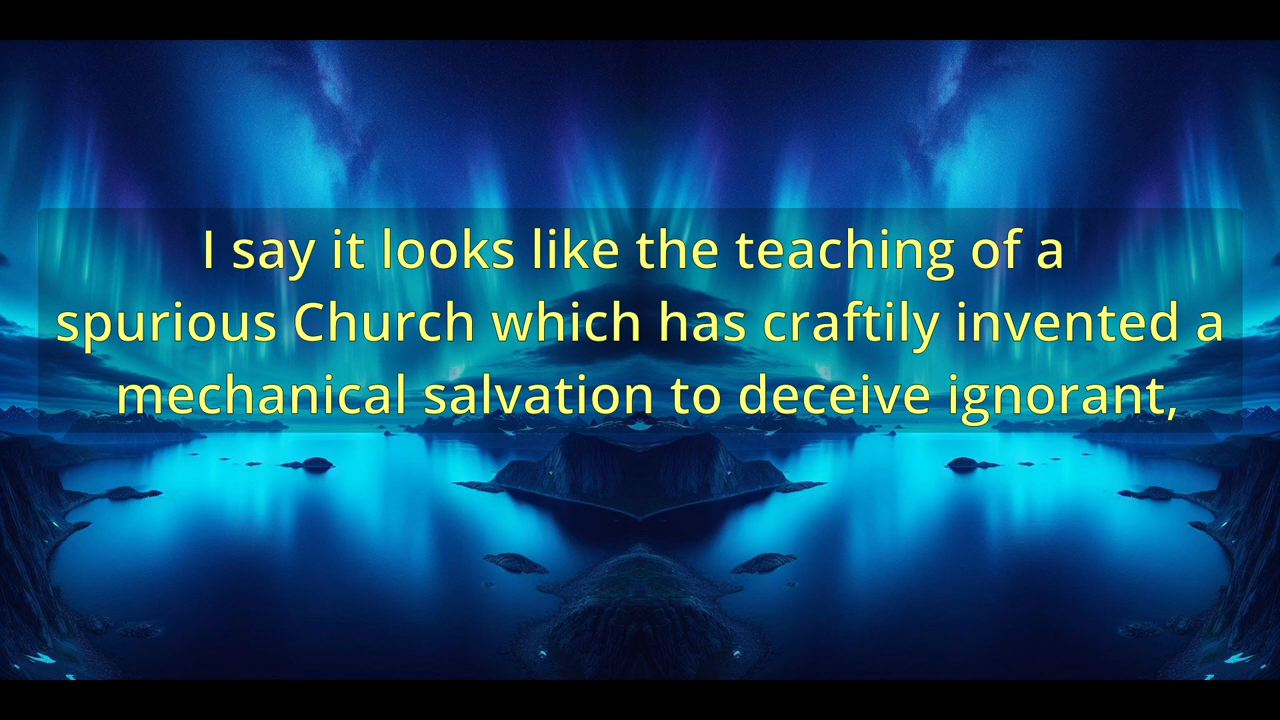 I say it looks like the teaching of a
spurious Church which has craftily invented a
mechanical salvation to deceive ignorant,